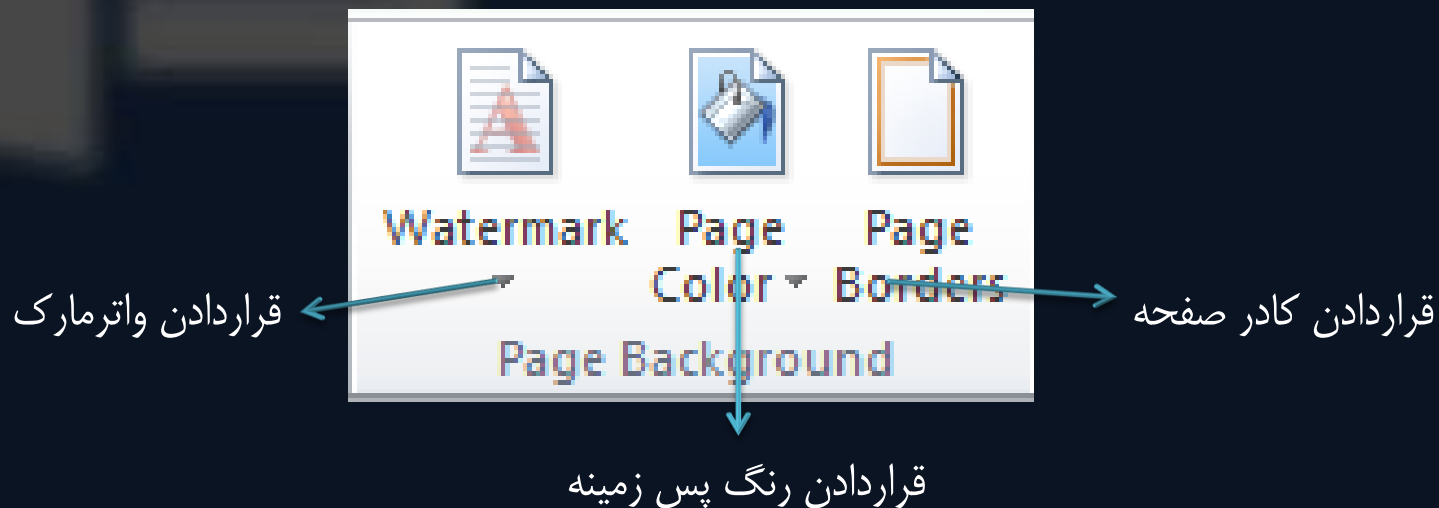 Watermark
Page Color
Page Borders
Page Background
قراردادن واترمارک
قراردادن کادر صفحه
قراردادن رنگ پس زمینه